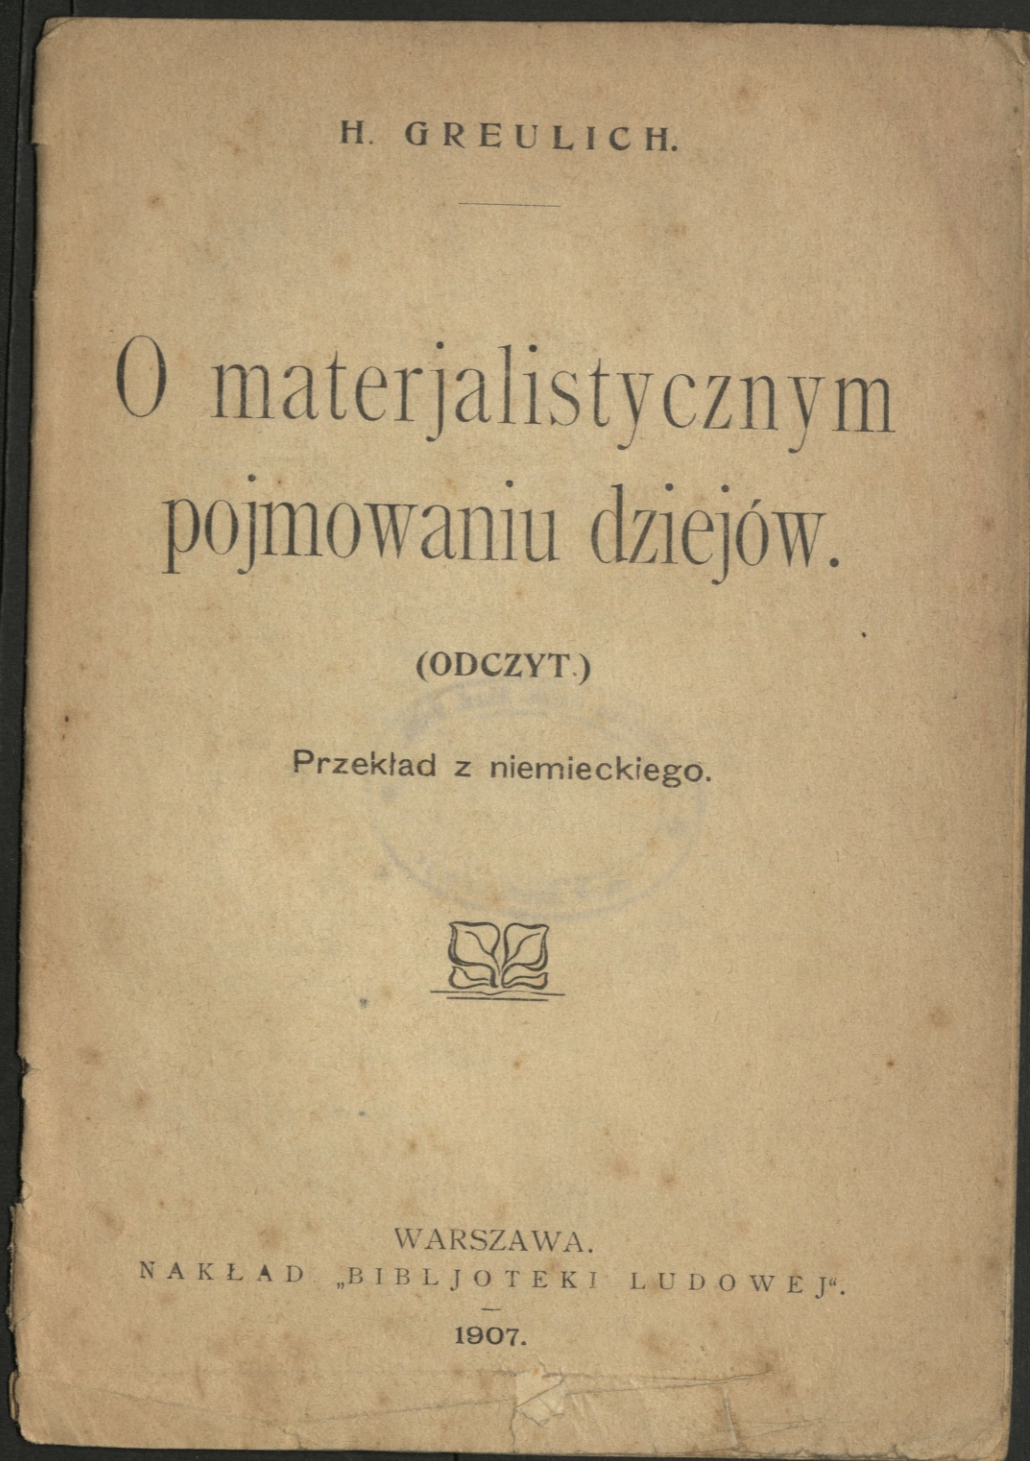 H. GREULICH.
O materjalistycznym
pojmowaniu dziejów.
(ODCZYT.)
Przekład z niemieckiego.
WARSZAWA.
NAKŁAD „BIBLJOTEKI LUDOWEJ“.
1907.